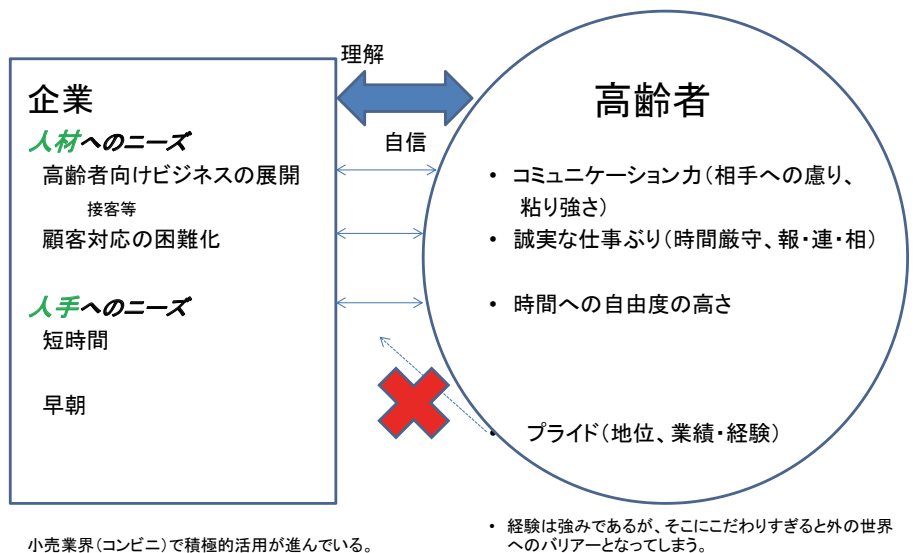 理解
自信
企業
人材へのニーズ
高齢者向けビジネスの展開
接客等
顧客対応の困難化
人手へのニーズ
短時間
早朝
小売業界(コンビニ)で積極的活用が進んでいる。
高齢者
• コミュニケーション力(相手への慮り、
粘り強さ)
• 誠実な仕事ぶり(時間厳守、報・連・相)
• 時間への自由度の高さ
• プライド(地位、業績・経験)
• 経験は強みであるが、そこにこだわりすぎると外の世界
へのバリアーとなってしまう。